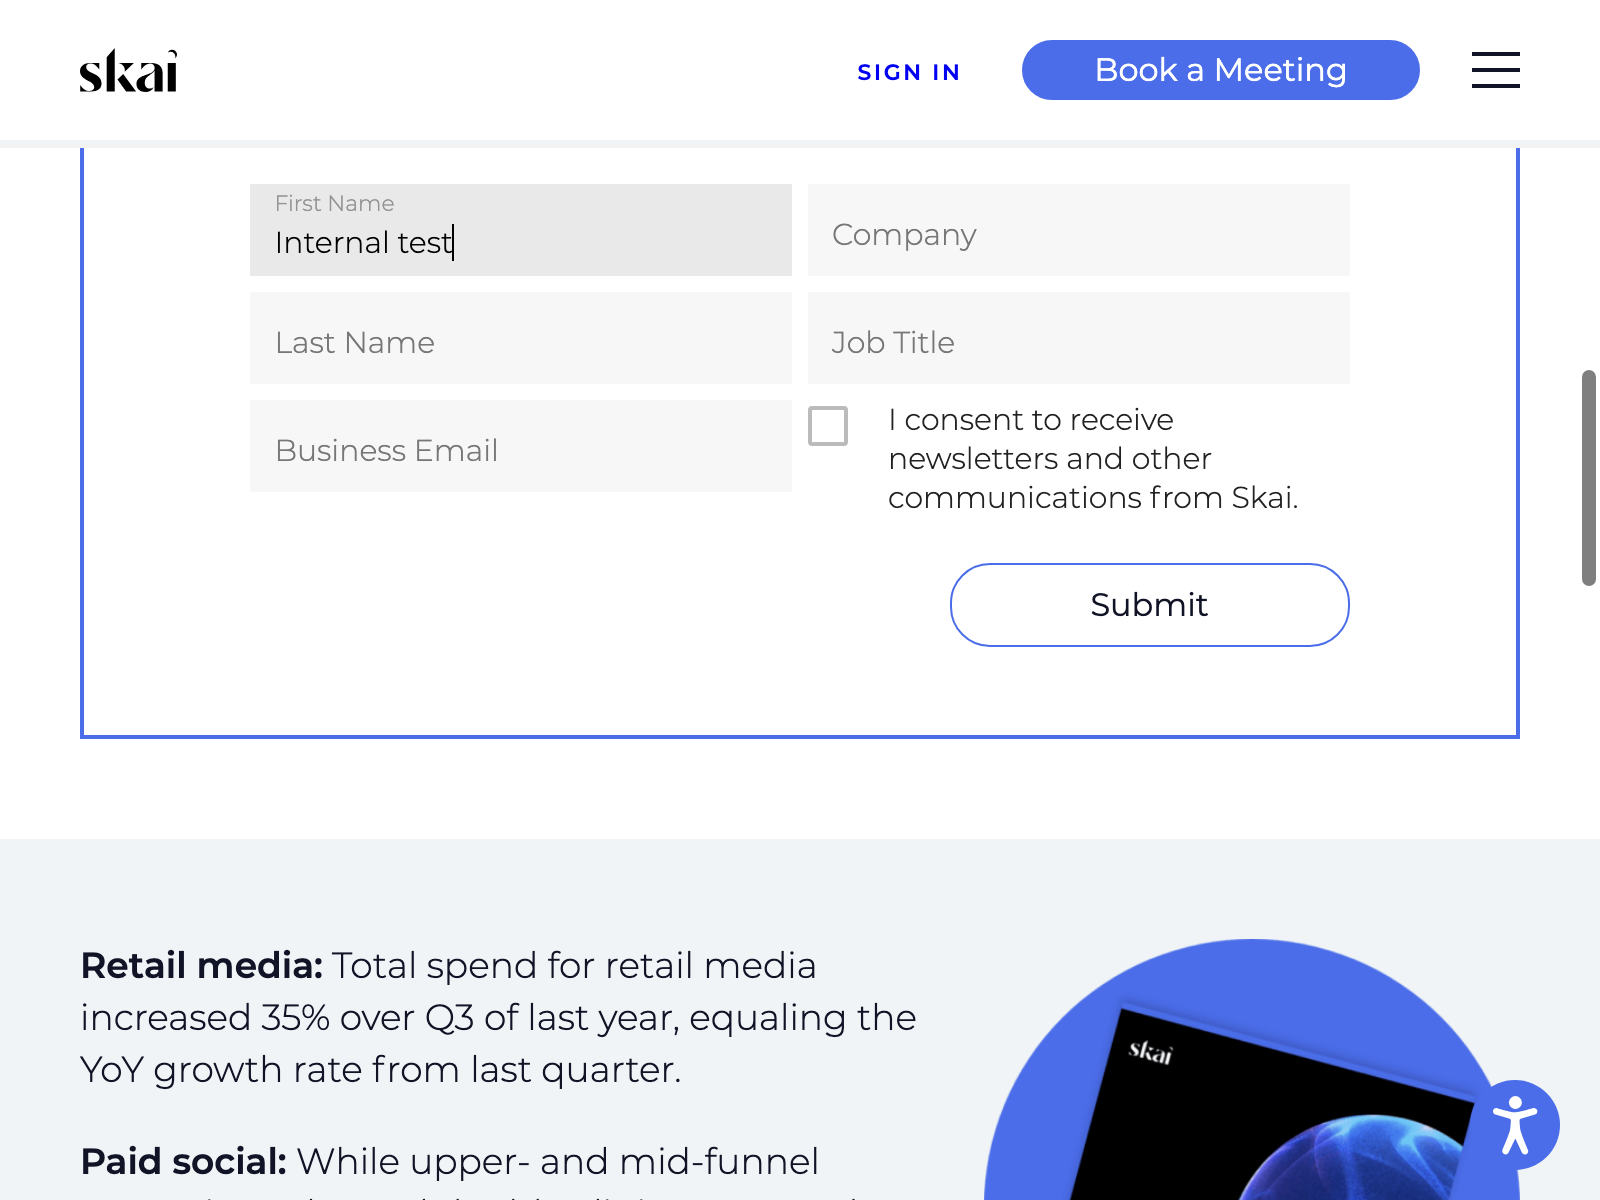 skai
SIGN IN
Book a Meeting
First Name
Internal test
Company
Last Name
Job Title
Business Email
I consent to receive
newsletters and other
communications from Skai.
Submit
Retail media: Total spend for retail media
increased 35% over Q3 of last year, equaling the
YoY growth rate from last quarter.
skai
Paid social: While upper- and mid-funnel